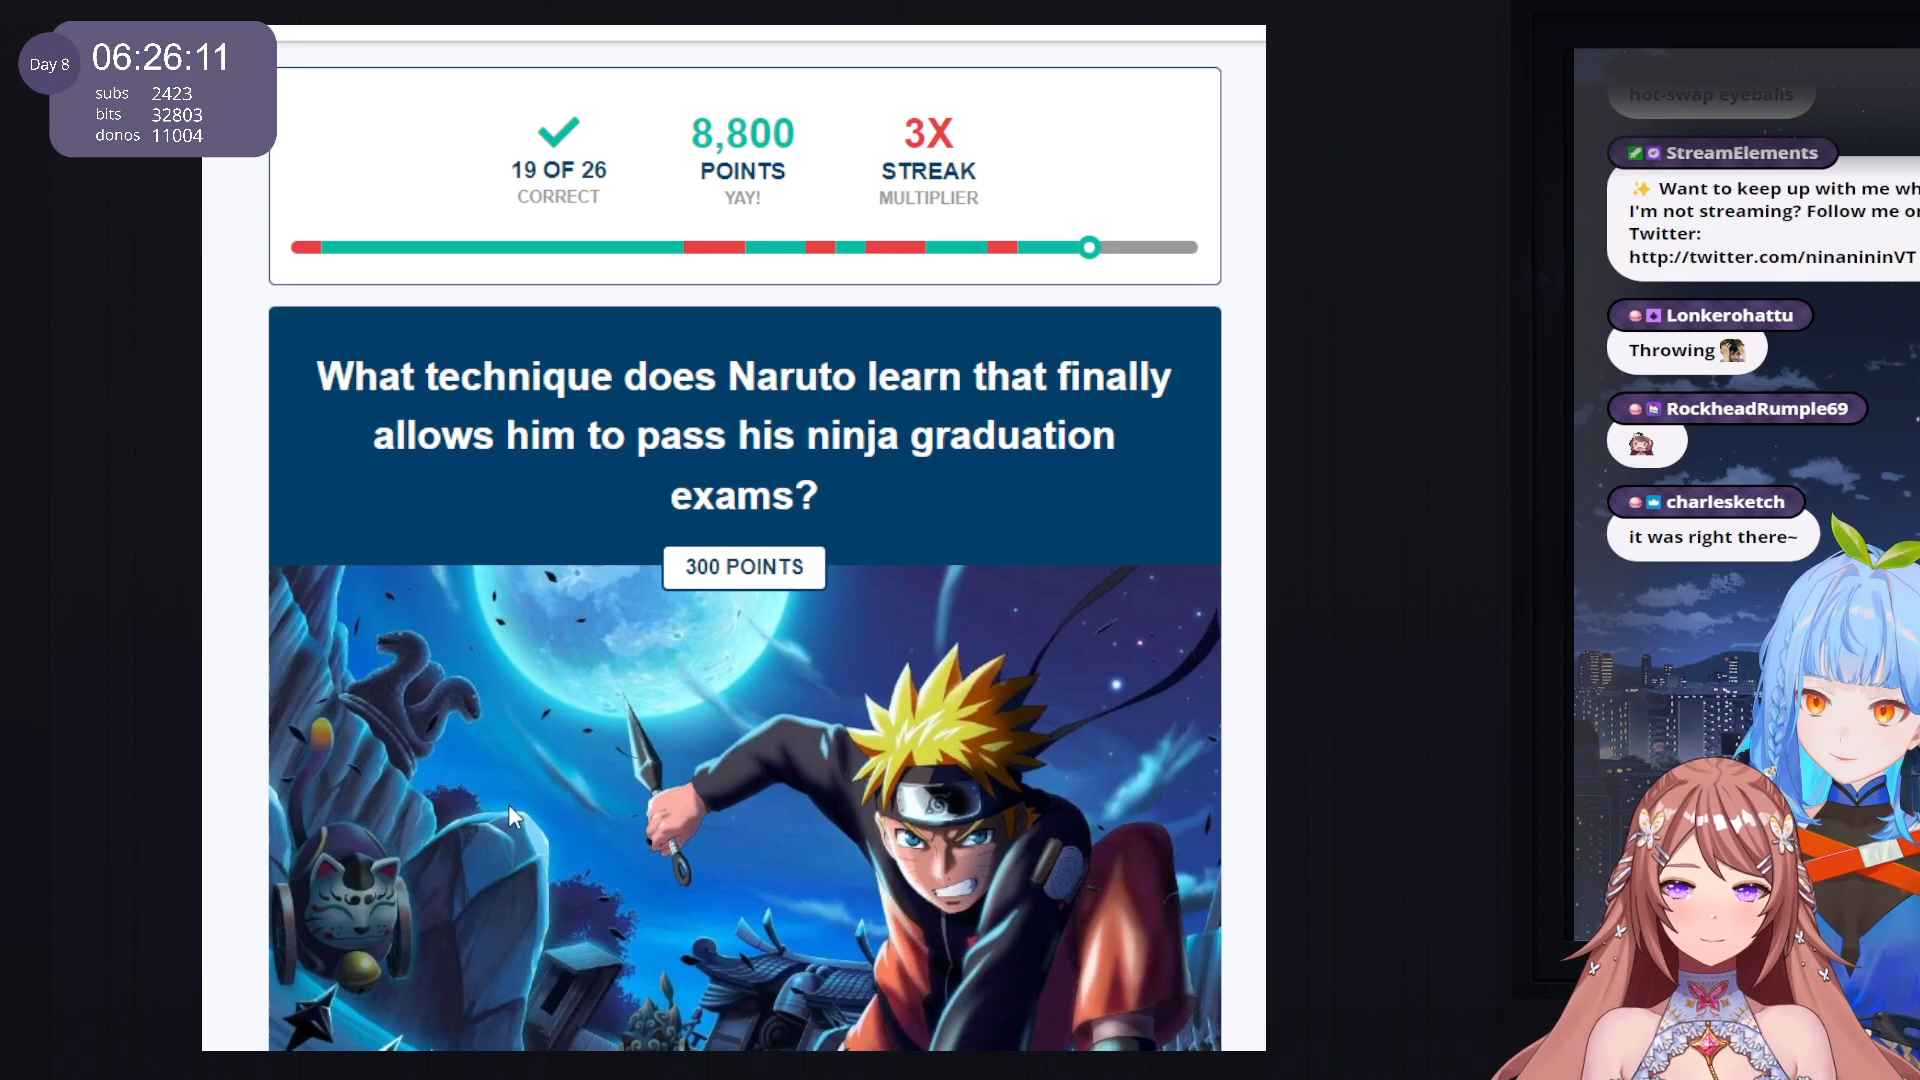 Day 8
06:26:11
subs 2423
bits 32803
donos 11004
19 OF 26
CORRECT
8,800
POINTS
YAY!
3X
STREAK
MULTIPLIER
What technique does Naruto learn that finally
allows him to pass his ninja graduation
exams?
300 POINTS
hot-swap eyeballs
StreamElements
✨ Want to keep up with me wh
I'm not streaming? Follow me o
Twitter:
http://twitter.com/ninanininVT
Lonkerohattu
Throwing
RockheadRumple69
charlesketch
it was right there~